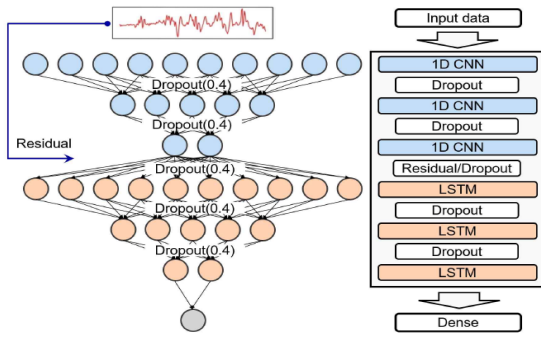 Dropout(0.4)
Dropout(0.4)
Residual
Dropout(0.4)
Dropout(0.4)
Dropout(0.4)
Input data
1D CNN
Dropout
1D CNN
Dropout
1D CNN
Residual/Dropout
LSTM
Dropout
LSTM
Dropout
LSTM
Dense